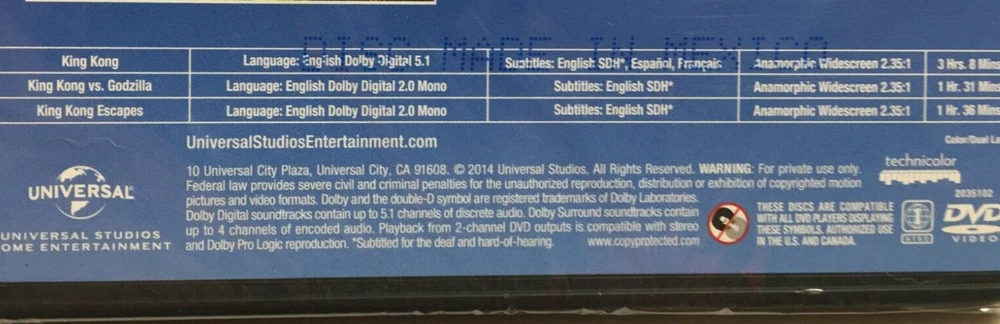 DISC MADE IN MEXICO
King Kong Language: English Dolby Digital 5.1 Subtitles: English SDH*, Español, Français Anamorphic Widescreen 2.35:1 3 Hrs. 8 Mins
King Kong vs. Godzilla Language: English Dolby Digital 2.0 Mono Subtitles: English SDH* Anamorphic Widescreen 2.35:1 1 Hr. 31 Mins
King Kong Escapes Language: English Dolby Digital 2.0 Mono Subtitles: English SDH* Anamorphic Widescreen 2.35:1 1 Hr. 36 Mins
UniversalStudiosEntertainment.com
Color/Dual La
10 Universal City Plaza, Universal City, CA 91608. © 2014 Universal Studios. All Rights Reserved. WARNING: For private use only.
Federal law provides severe civil and criminal penalties for the unauthorized reproduction, distribution or exhibition of copyrighted motion
pictures and video formats. Dolby and the double-D symbol are registered trademarks of Dolby Laboratories.
Dolby Digital soundtracks contain up to 5.1 channels of discrete audio. Dolby Surround soundtracks contain
up to 4 channels of encoded audio. Playback from 2-channel DVD outputs is compatible with stereo
and Dolby Pro Logic reproduction. *Subtitled for the deaf and hard-of-hearing. www.copyprotected.com
UNIVERSAL
UNIVERSAL STUDIOS
OME ENTERTAINMENT
technicolor
2035102
THESE DISCS ARE COMPATIBLE
WITH ALL DVD PLAYERS DISPLAYING
THESE SYMBOLS, AUTHORIZED USE
IN THE U.S. AND CANADA.
1
NTSC
DVD
VIDEO